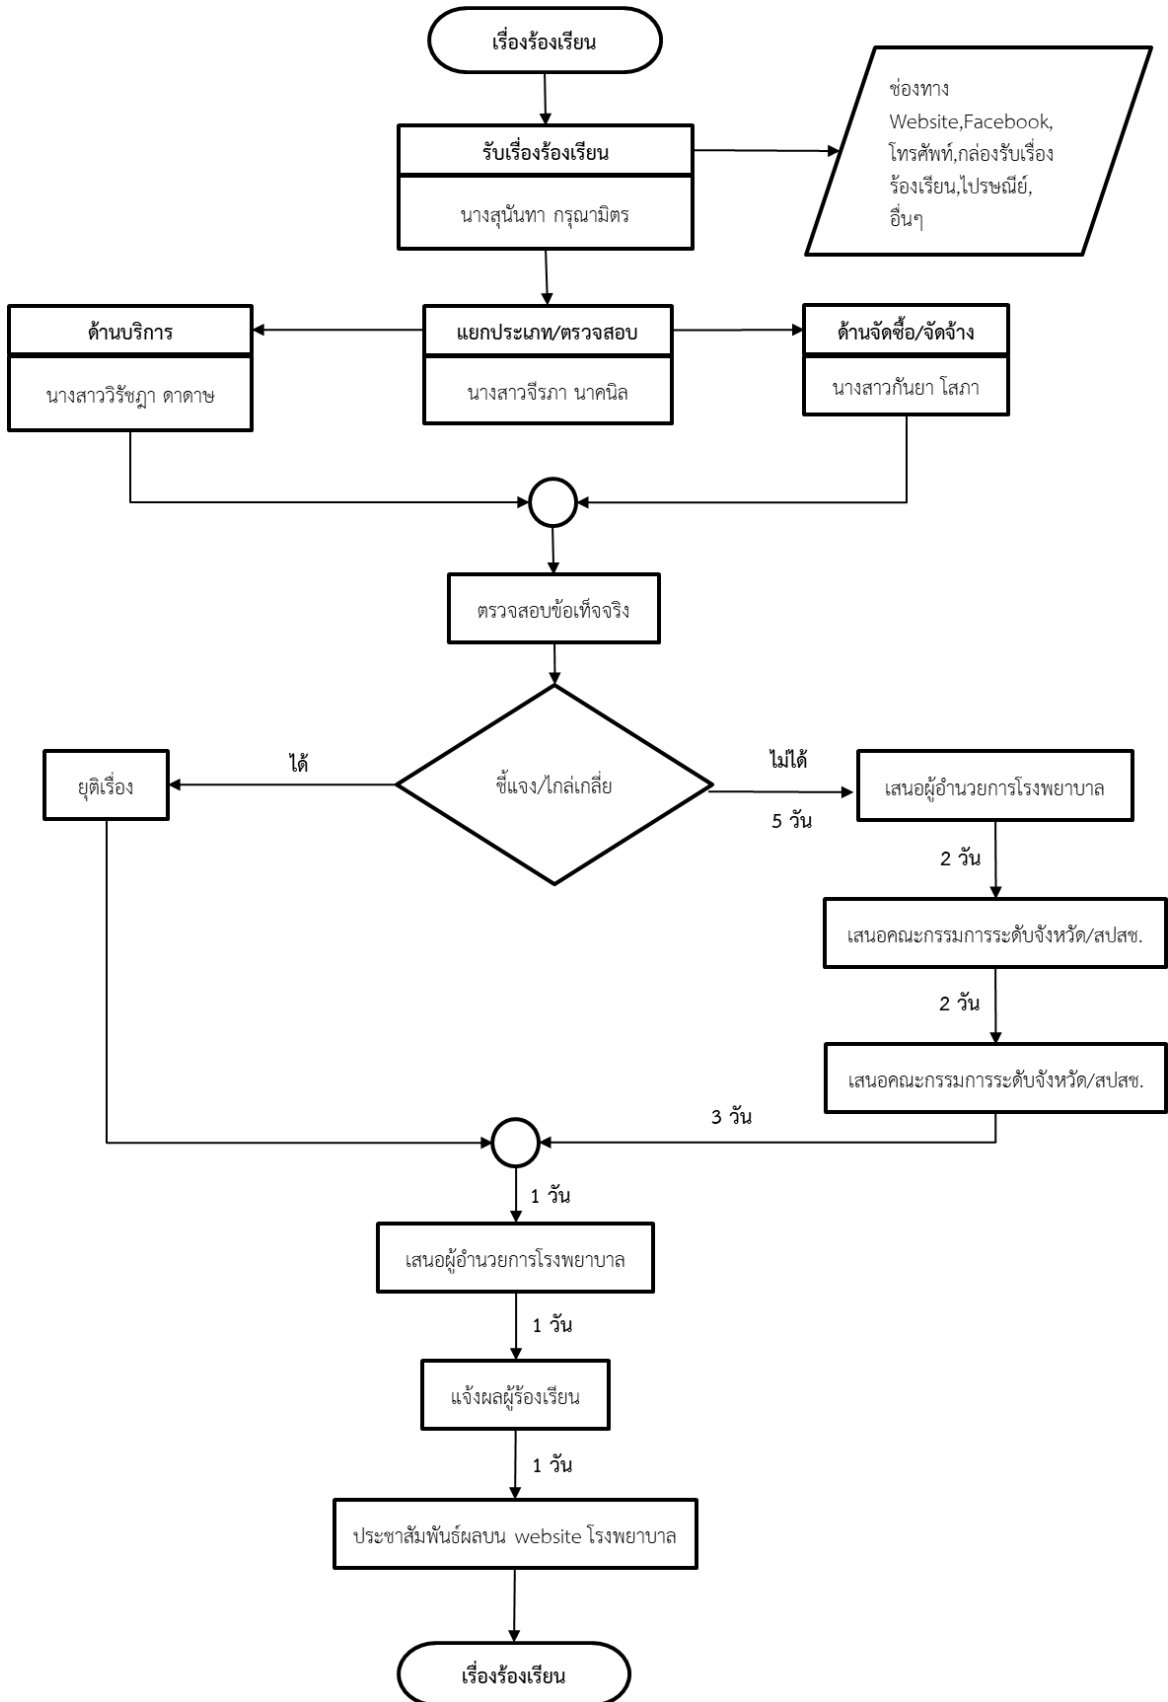 เรื่องร้องเรียน
รับเรื่องร้องเรียน
นางสุนันทา กรุณามิตร
ช่องทาง
Website,Facebook,
โทรศัพท์,กล่องรับเรื่อง
ร้องเรียน,ไปรษณีย์,
อื่นๆ
ด้านบริการ
นางสาววิรัชฎา ดาดาษ
แยกประเภท/ตรวจสอบ
นางสาวจีรภา นาคนิล
ด้านจัดซื้อ/จัดจ้าง
นางสาวกันยา โสภา
ตรวจสอบข้อเท็จจริง
ชี้แจง/ไกล่เกลี่ย
ได้
ยุติเรื่อง
ไม่ได้
5 วัน
เสนอผู้อำนวยการโรงพยาบาล
2 วัน
เสนอคณะกรรมการระดับจังหวัด/สปสช.
2 วัน
เสนอคณะกรรมการระดับจังหวัด/สปสช.
3 วัน
1 วัน
เสนอผู้อำนวยการโรงพยาบาล
1 วัน
แจ้งผลผู้ร้องเรียน
1 วัน
ประชาสัมพันธ์ผลบน website โรงพยาบาล
เรื่องร้องเรียน